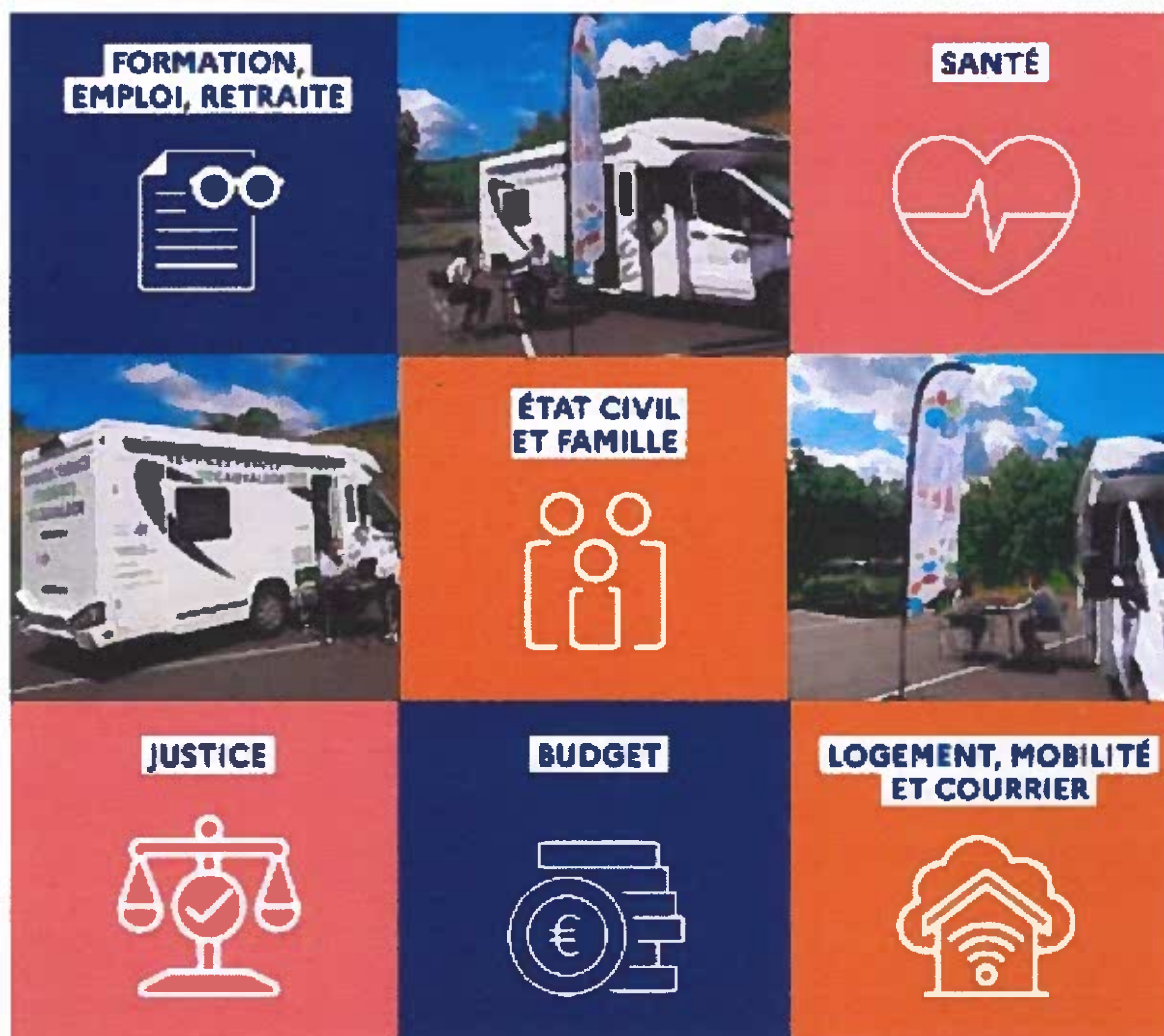 FORMATION,
EMPLOI, RETRAITE
SANTÉ
ÉTAT CIVIL
ET FAMILLE
JUSTICE
BUDGET
LOGEMENT, MOBILITÉ
ET COURRIER
€